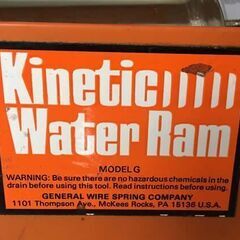 Kinetic
Water Ram
MODEL G
WARNING: Be sure there are no hazardous chemicals in the
drain before using this tool. Read instructions before using.
GENERAL WIRE SPRING COMPANY
1101 Thompson Ave., McKees Rocks, PA 15136 U.S.A.